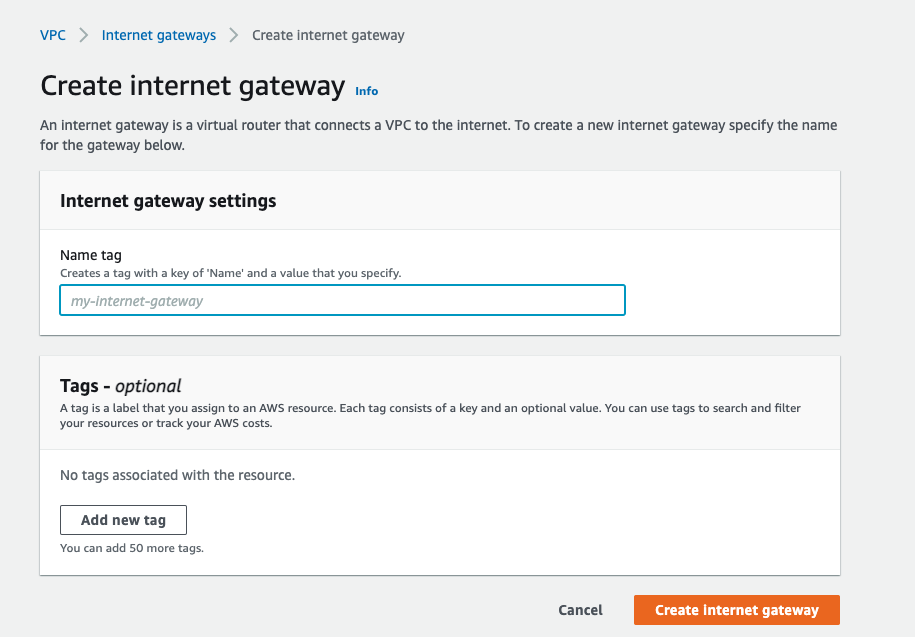 VPC > Internet gateways > Create internet gateway
Create internet gateway Info
An internet gateway is a virtual router that connects a VPC to the internet. To create a new internet gateway specify the name
for the gateway below.
Internet gateway settings
Name tag
Creates a tag with a key of 'Name' and a value that you specify.
my-internet-gateway
Tags - optional
A tag is a label that you assign to an AWS resource. Each tag consists of a key and an optional value. You can use tags to search and filter
your resources or track your AWS costs.
No tags associated with the resource.
Add new tag
You can add 50 more tags.
Cancel Create internet gateway